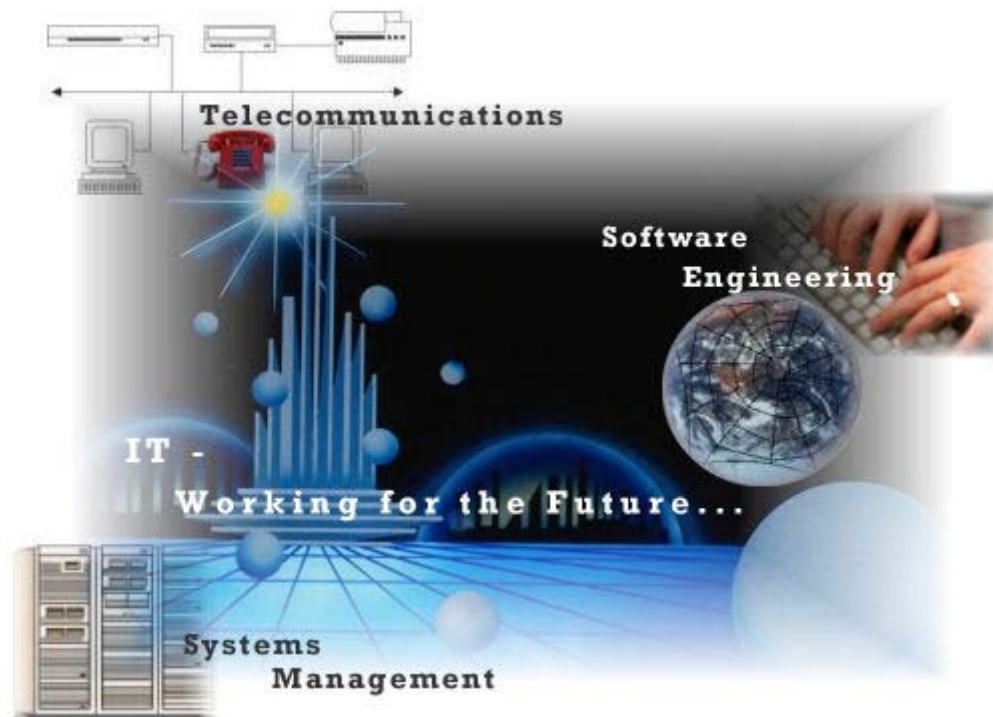 Telecommunications
Software
Engineering
IT -
Working for the Future...
Systems
Management